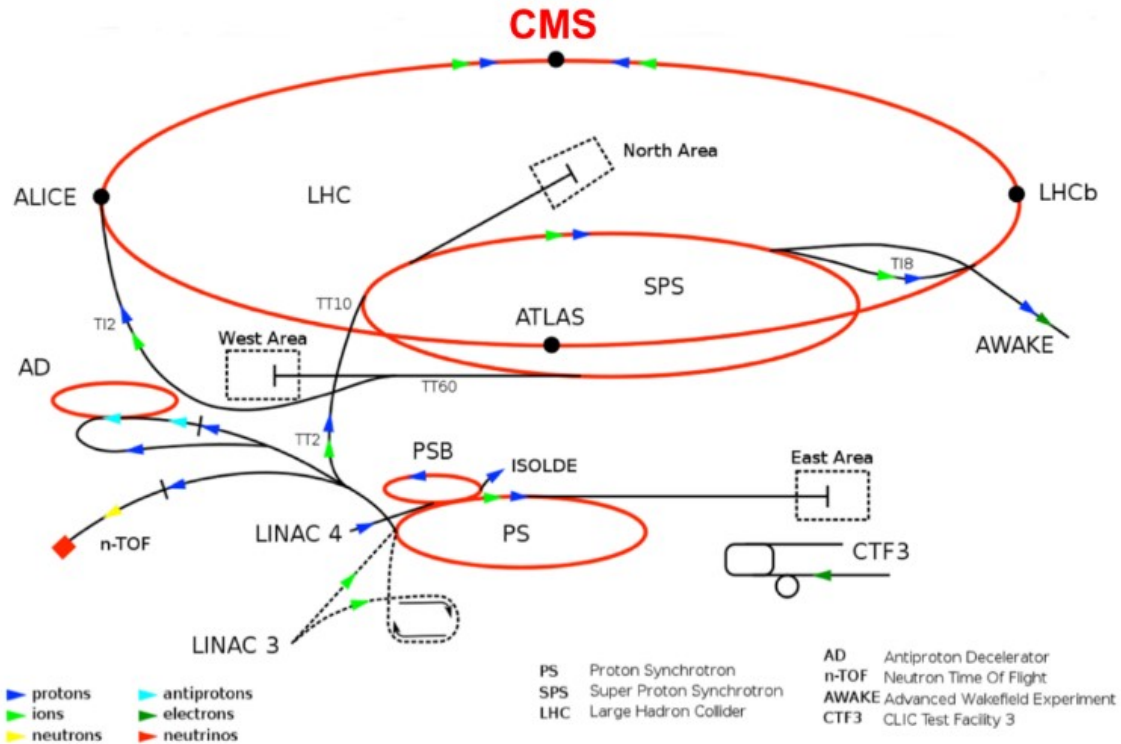 CMS
North Area
ALICE
LHC
LHCb
TI8
SPS
TT10
ATLAS
TI2
West Area
AWAKE
AD
TT60
TT2
PSB
ISOLDE
East Area
LINAC 4
PS
n-TOF
CTF3
LINAC 3
protons
ions
neutrons
antiprotons
electrons
neutrinos
PS Proton Synchrotron
SPS Super Proton Synchrotron
LHC Large Hadron Collider
AD Antiproton Decelerator
n-TOF Neutron Time Of Flight
AWAKE Advanced Wakefield Experiment
CTF3 CLIC Test Facility 3